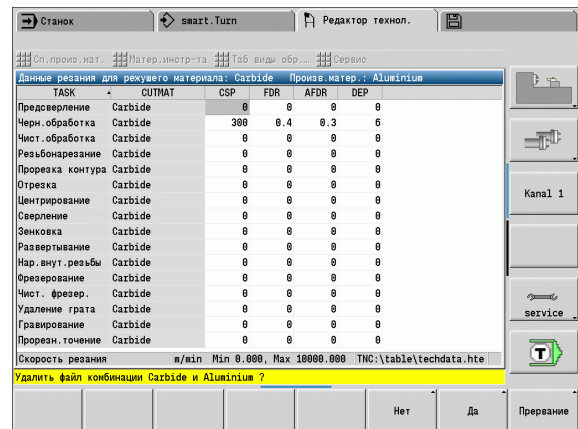 Станок smart.Turn Редактор технол.
Сп.произ.мат. Матер.инстр-та Таб виды обр.… Сервис
Данные резания для режущего материала: Carbide Произв.матер.: Aluminium
TASK CUTMAT CSP FDR AFDR DEP
Предсверление Carbide 0 0 0 0
Черн.обработка Carbide 300 0.4 0.3 6
Чист.обработка Carbide 0 0 0 0
Резьбонарезание Carbide 0 0 0 0
Прорезка контура Carbide 0 0 0 0
Отрезка Carbide 0 0 0 0
Центрирование Carbide 0 0 0 0
Сверление Carbide 0 0 0 0
Зенковка Carbide 0 0 0 0
Развертывание Carbide 0 0 0 0
Нар.внут.резьбы Carbide 0 0 0 0
Фрезерование Carbide 0 0 0 0
Чист. фрезер. Carbide 0 0 0 0
Удаление грата Carbide 0 0 0 0
Гравирование Carbide 0 0 0 0
Прорезн.точение Carbide 0 0 0 0
Скорость резания m/min Min 0.000, Max 10000.000 TNC:\table\techdata.hte
Удалить файл комбинации Carbide и Aluminium ?
Kanal 1
service
T
Нет Да Прервание